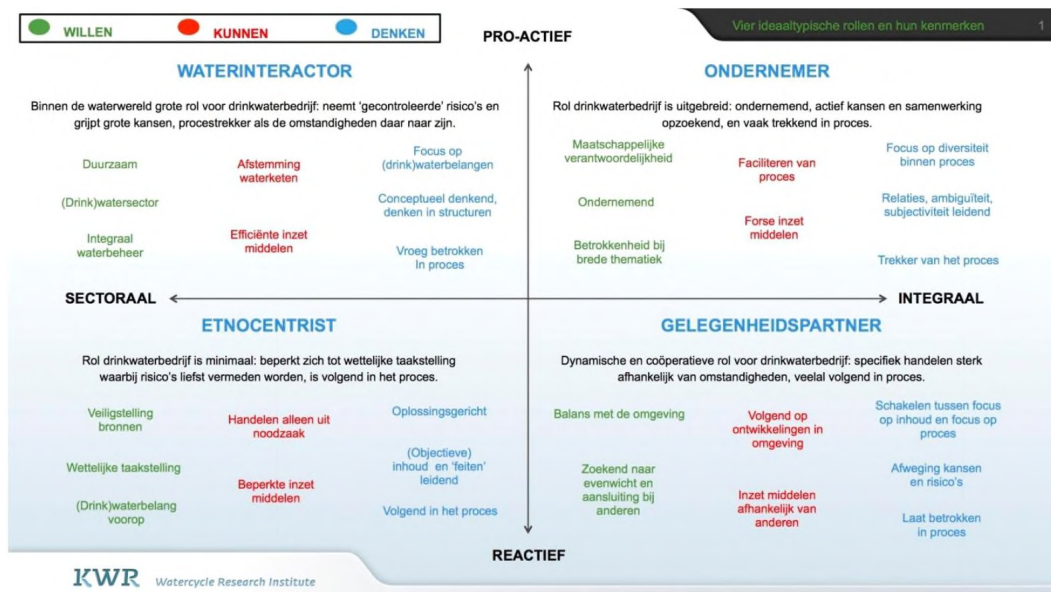 WILLEN KUNNEN DENKEN
Vier ideaaltypische rollen en hun kenmerken 1
PRO-ACTIEF
WATERINTERACTOR
Binnen de waterwereld grote rol voor drinkwaterbedrijf: neemt 'gecontroleerde' risico's en
grijpt grote kansen, procestrekker als de omstandigheden daar naar zijn.
Duurzaam
(Drink)watersector
Integraal
waterbeheer
Afstemming
waterketen
Efficiënte inzet
middelen
Focus op
(drink)waterbelangen
Conceptueel denkend,
denken in structuren
Vroeg betrokken
In proces
ONDERNEMER
Rol drinkwaterbedrijf is uitgebreid: ondernemend, actief kansen en samenwerking
opzoekend, en vaak trekkend in proces.
Maatschappelijke
verantwoordelijkheid
Ondernemend
Betrokkenheid bij
brede thematiek
Faciliteren van
proces
Forse inzet
middelen
Focus op diversiteit
binnen proces
Relaties, ambiguïteit,
subjectiviteit leidend
Trekker van het proces
SECTORAAL
INTEGRAAL
ETNOCENTRIST
Rol drinkwaterbedrijf is minimaal: beperkt zich tot wettelijke taakstelling
waarbij risico's liefst vermeden worden, is volgend in het proces.
Veiligstelling
bronnen
Wettelijke taakstelling
(Drink)waterbelang
voorop
Handelen alleen uit
noodzaak
Beperkte inzet
middelen
Oplossingsgericht
(Objectieve)
inhoud en 'feiten'
leidend
Volgend in het proces
GELEGENHEIDSPARTNER
Dynamische en coöperatieve rol voor drinkwaterbedrijf: specifiek handelen sterk
afhankelijk van omstandigheden, veelal volgend in proces.
Balans met de omgeving
Zoekend naar
evenwicht en
aansluiting bij
anderen
Volgend op
ontwikkelingen in
omgeving
Inzet middelen
afhankelijk van
anderen
Schakelen tussen focus
op inhoud en focus op
proces
Afweging kansen
en risico's
Laat betrokken
in proces
REACTIEF
KWR Watercycle Research Institute